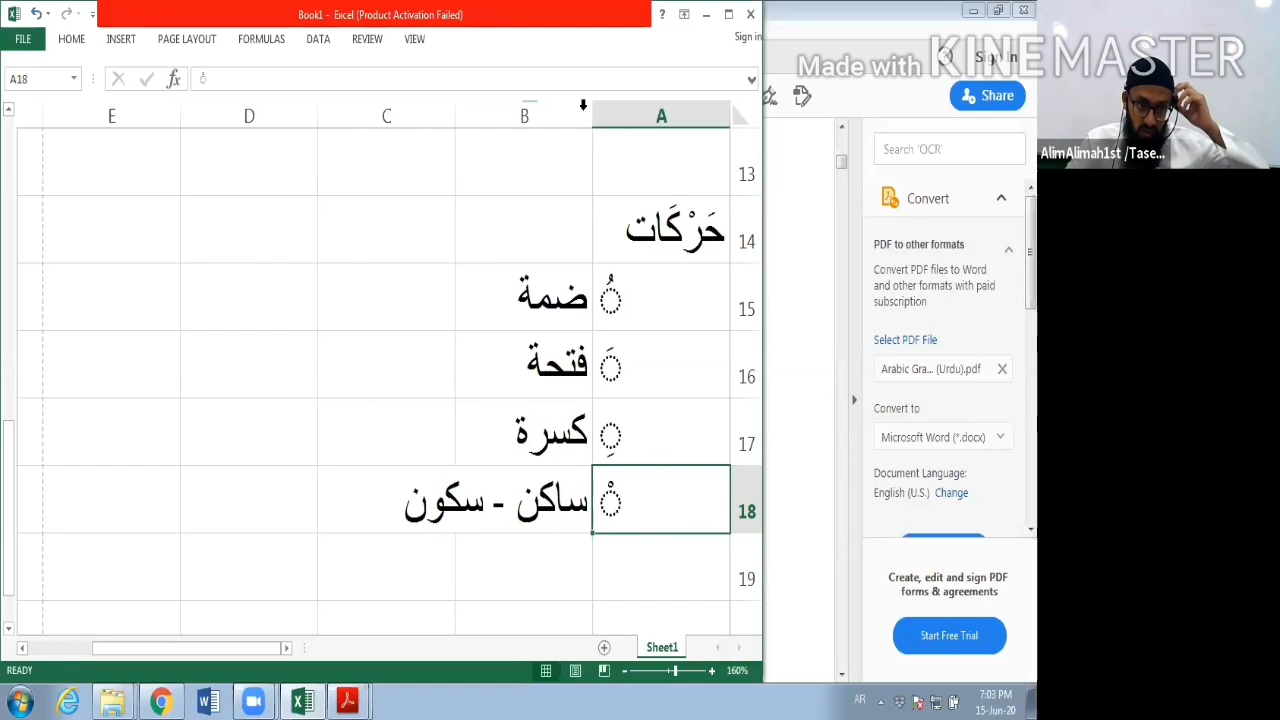 Book1 - Excel (Product Activation Failed)
FILE HOME INSERT PAGE LAYOUT FORMULAS DATA REVIEW VIEW
Sign in
Made with KINEMASTER
Sign In
Share
A18
fx
ْ
A B C D E
13
حَرْكَات 14
ُ ضمة 15
َ فتحة 16
ِ كسرة 17
ْ ساكن - سكون 18
19
Sheet1
READY
160%
Search 'OCR'
Convert
PDF to other formats
Convert PDF files to Word
and other formats with paid
subscription
Select PDF File
Arabic Gra... (Urdu).pdf
Convert to
Microsoft Word (*.docx)
Document Language:
English (U.S.) Change
Create, edit and sign PDF
forms & agreements
Start Free Trial
AlimAlimah1st /Tase...
AR
7:03 PM
15-Jun-20